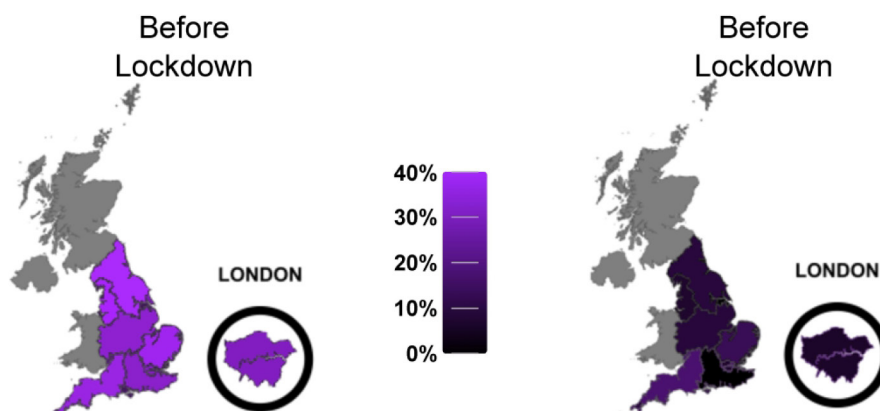 Before
Lockdown
Before
Lockdown
40%
30%
20%
10%
0%
LONDON
LONDON